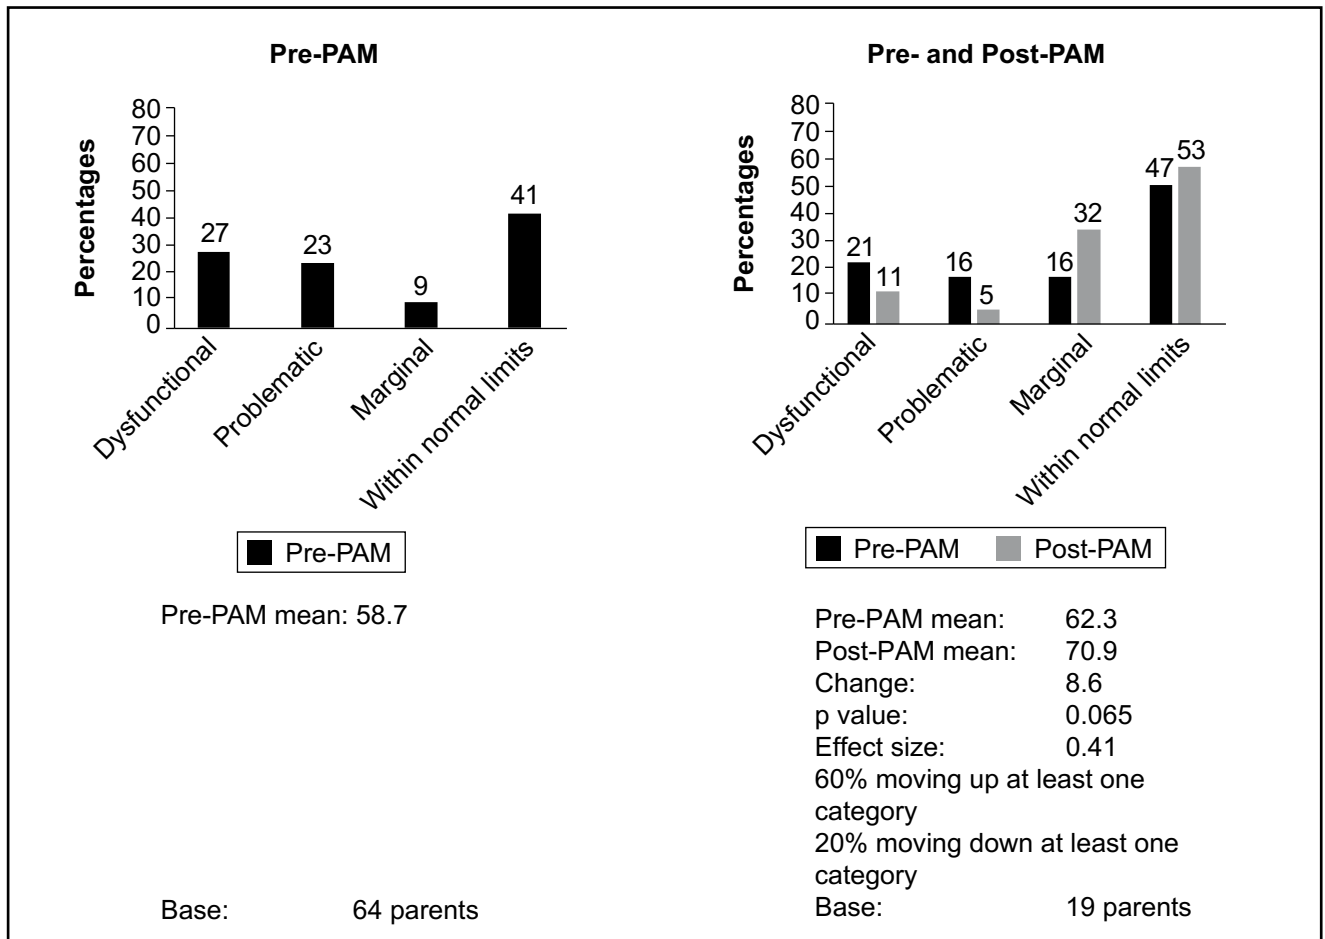 Pre-PAM
Percentages
80
70
60
50
40
30
20
10
0
27
23
9
41
Dysfunctional
Problematic
Marginal
Within normal limits
Pre-PAM
Pre-PAM mean: 58.7
Base: 64 parents
Pre- and Post-PAM
Percentages
80
70
60
50
40
30
20
10
0
21
11
16
5
16
32
47
53
Dysfunctional
Problematic
Marginal
Within normal limits
Pre-PAM Post-PAM
Pre-PAM mean: 62.3
Post-PAM mean: 70.9
Change: 8.6
p value: 0.065
Effect size: 0.41
60% moving up at least one
category
20% moving down at least one
category
Base: 19 parents